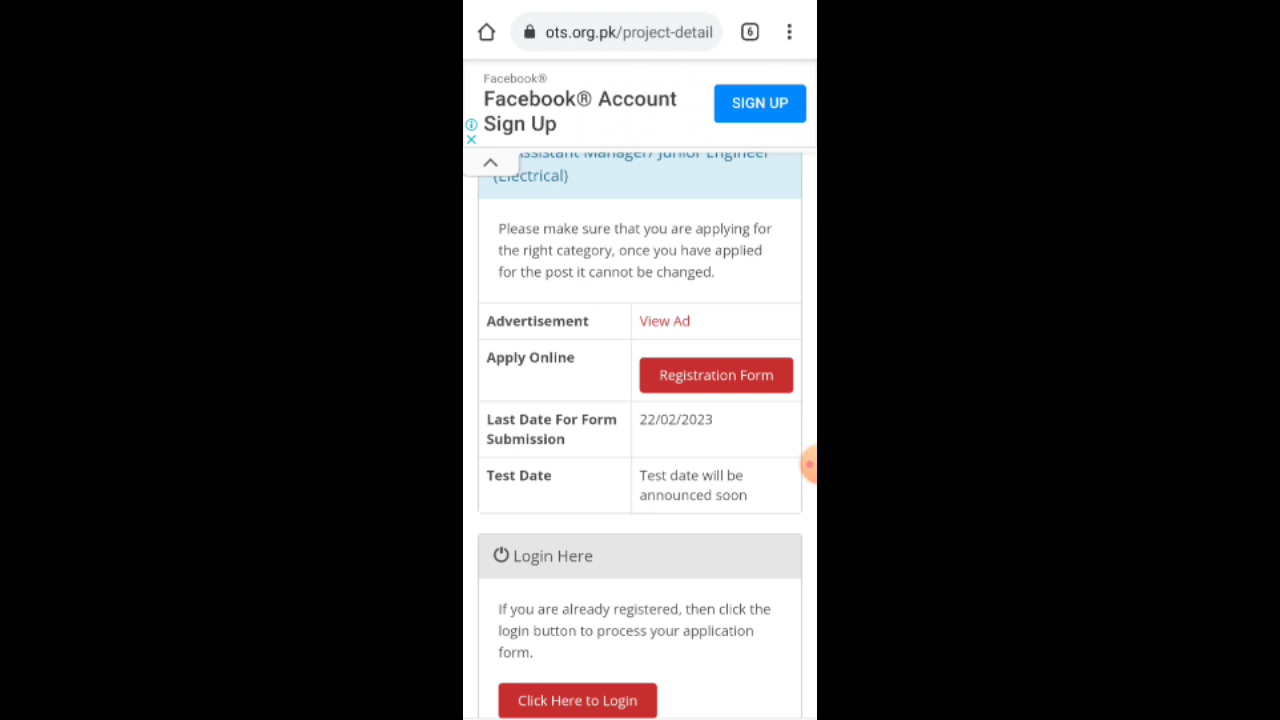 ots.org.pk/project-detail
6
Facebook®
Facebook® Account
Sign Up
SIGN UP
Assistant Manager/ Junior Engineer
(Electrical)
Please make sure that you are applying for
the right category, once you have applied
for the post it cannot be changed.
Advertisement
View Ad
Apply Online
Registration Form
Last Date For Form
Submission
22/02/2023
Test Date
Test date will be
announced soon
Login Here
If you are already registered, then click the
login button to process your application
form.
Click Here to Login